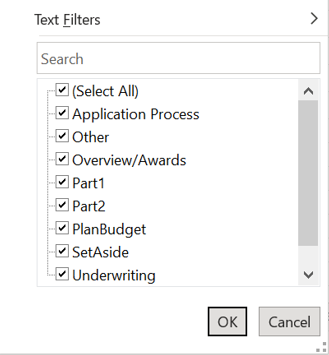 Text Filters
Search
(Select All)
Application Process
Other
Overview/Awards
Part1
Part2
PlanBudget
SetAside
Underwriting
OK Cancel